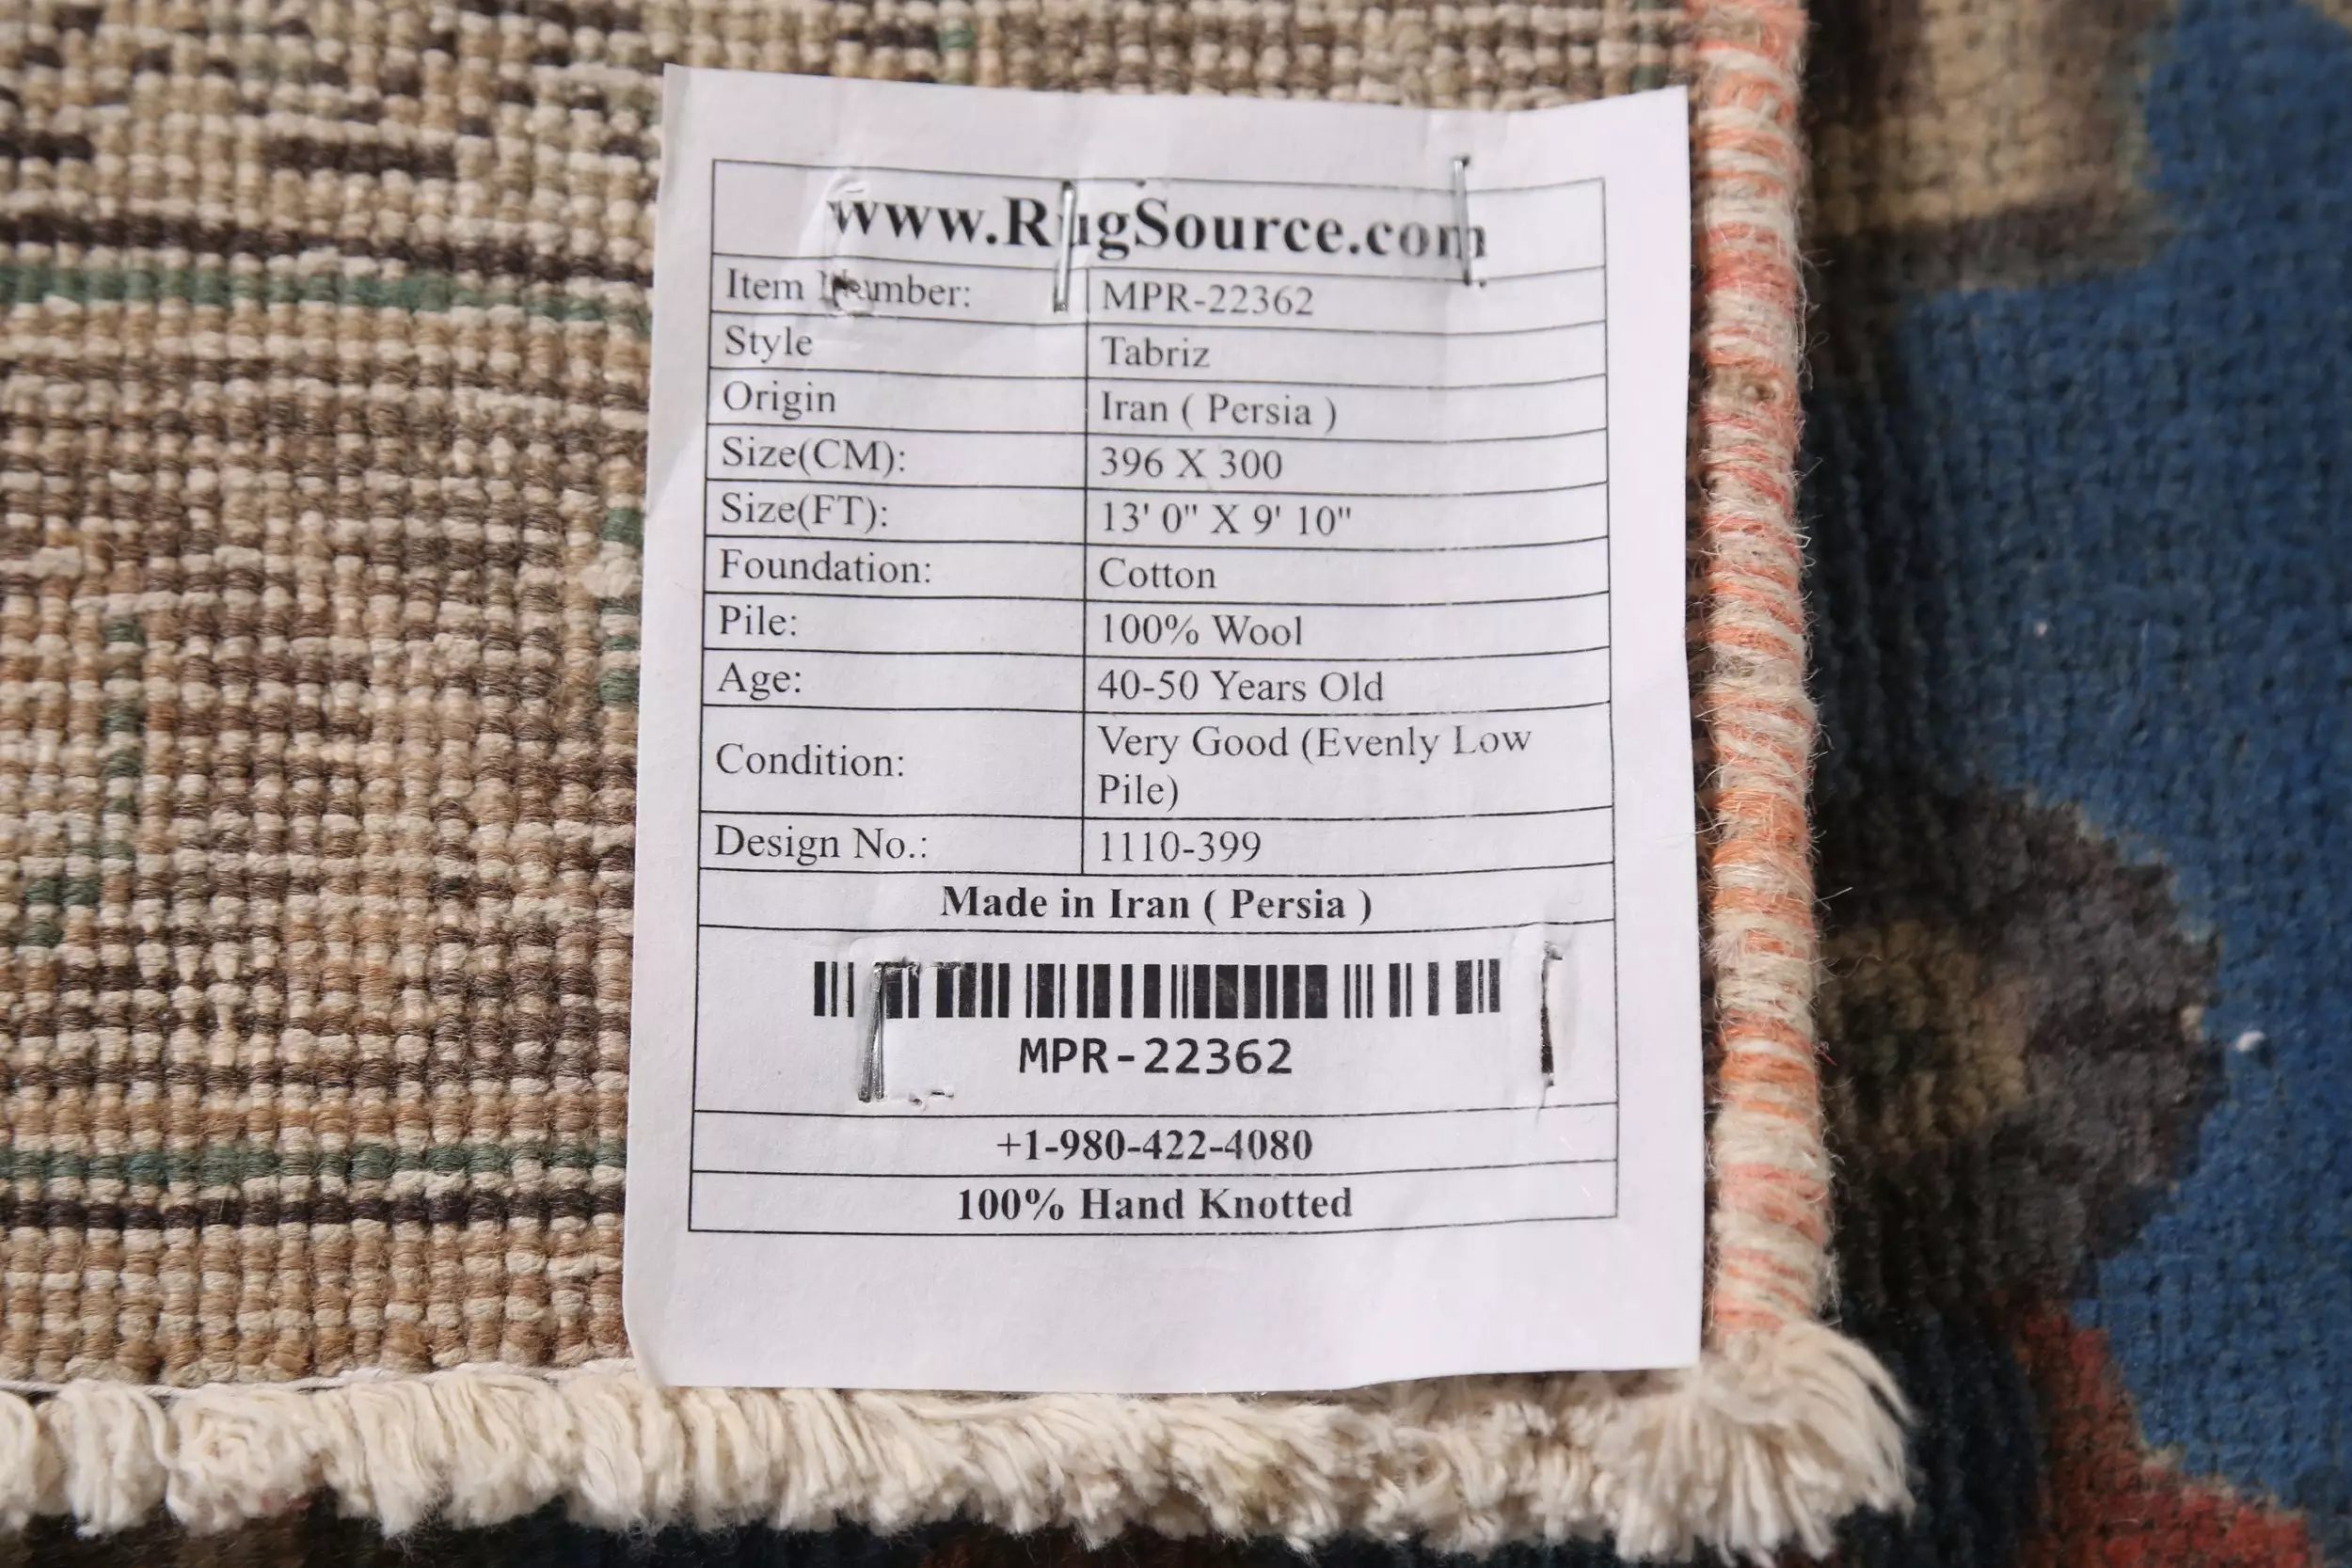 www.RugSource.com
Item Number: MPR-22362
Style Tabriz
Origin Iran ( Persia )
Size(CM): 396 X 300
Size(FT): 13' 0" X 9' 10"
Foundation: Cotton
Pile: 100% Wool
Age: 40-50 Years Old
Condition: Very Good (Evenly Low
Pile)
Design No.: 1110-399
Made in Iran ( Persia )
MPR-22362
+1-980-422-4080
100% Hand Knotted